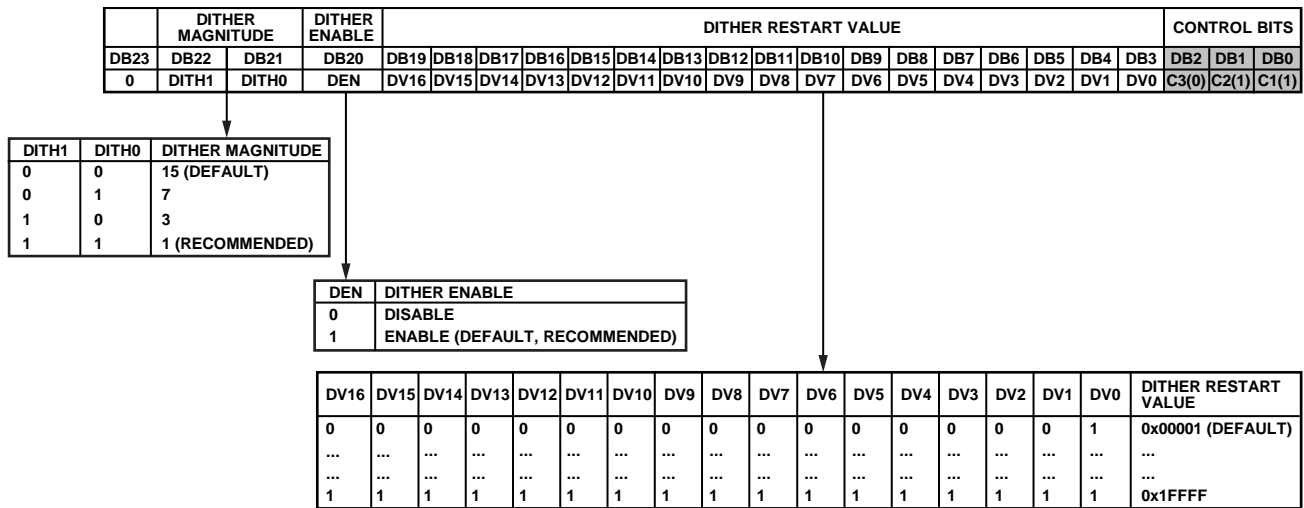 DITHER MAGNITUDE DITHER ENABLE DITHER RESTART VALUE CONTROL BITS
DB23 DB22 DB21 DB20 DB19 DB18 DB17 DB16 DB15 DB14 DB13 DB12 DB11 DB10 DB9 DB8 DB7 DB6 DB5 DB4 DB3 DB2 DB1 DB0
0 DITH1 DITH0 DEN DV16 DV15 DV14 DV13 DV12 DV11 DV10 DV9 DV8 DV7 DV6 DV5 DV4 DV3 DV2 DV1 DV0 C3(0) C2(1) C1(1)
DITH1 DITH0 DITHER MAGNITUDE
0 0 15 (DEFAULT)
0 1 7
1 0 3
1 1 1 (RECOMMENDED)
DEN DITHER ENABLE
0 DISABLE
1 ENABLE (DEFAULT, RECOMMENDED)
DV16 DV15 DV14 DV13 DV12 DV11 DV10 DV9 DV8 DV7 DV6 DV5 DV4 DV3 DV2 DV1 DV0 DITHER RESTART VALUE
0 0 0 0 0 0 0 0 0 0 0 0 0 0 0 0 1 0x00001 (DEFAULT)
... ... ... ... ... ... ... ... ... ... ... ... ... ... ... ... ... ...
... ... ... ... ... ... ... ... ... ... ... ... ... ... ... ... ... ...
1 1 1 1 1 1 1 1 1 1 1 1 1 1 1 1 1 0x1FFFF